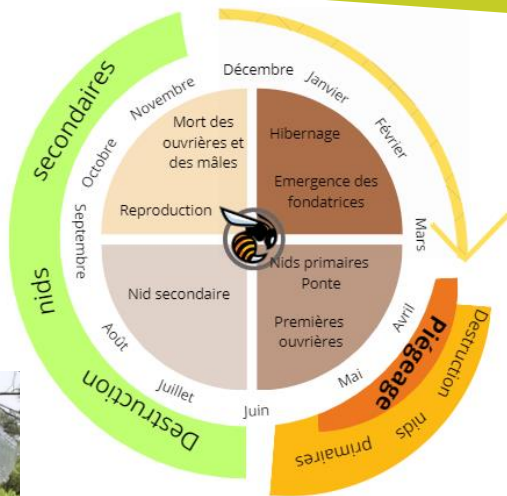 Décembre
Janvier
Février
Mars
Avril
Mai
Juin
Juillet
Août
Septembre
Octobre
Novembre
Hibernage
Emergence des
fondatrices
Nids primaires
Ponte
Premières
ouvrières
Nid secondaire
Reproduction
Mort des
ouvrières et
des mâles
Piégeage
Destruction nids primaires
Destruction nids secondaires